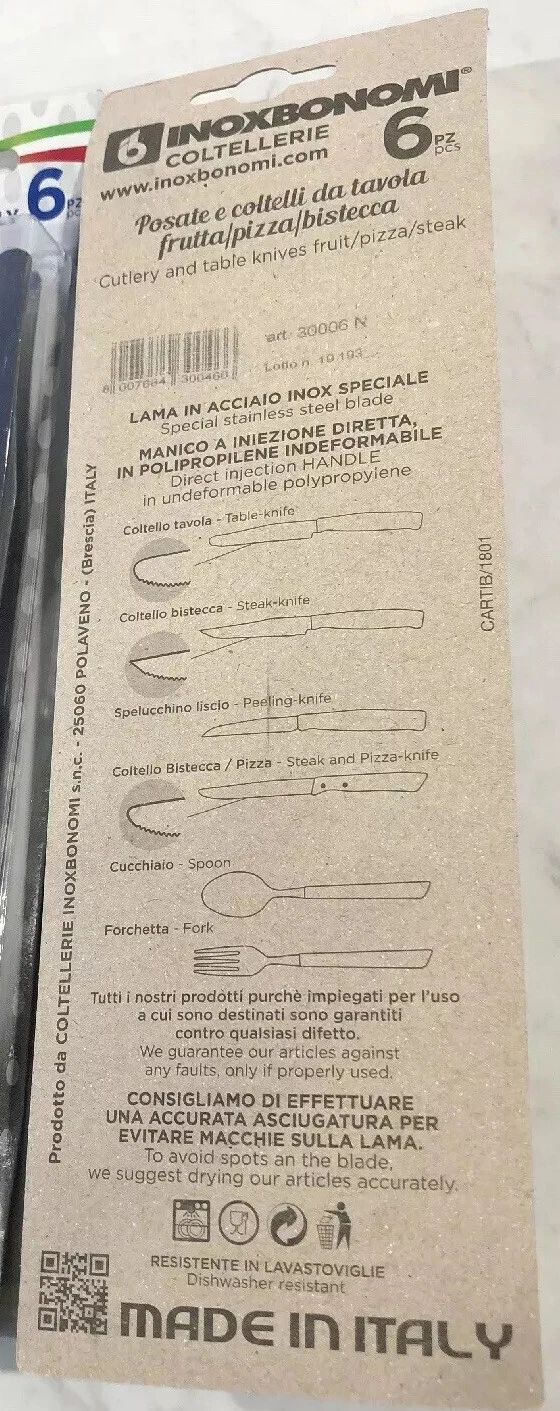 INOXBONOMI®
COLTELLERIE
www.inoxbonomi.com
6 PZ
PCS
Posate e coltelli da tavola
frutta/pizza/bistecca
Cutlery and table knives fruit/pizza/steak
art. 30006 N
Lotto n. 19 193
8 007684 300466
LAMA IN ACCIAIO INOX SPECIALE
Special stainless steel blade
MANICO A INIEZIONE DIRETTA,
IN POLIPROPILENE INDEFORMABILE
Direct injection HANDLE
in undeformable polypropylene
Coltello tavola - Table-knife
Coltello bistecca - Steak-knife
Spelucchino liscio - Peeling-knife
Coltello Bistecca / Pizza - Steak and Pizza-knife
Cucchiaio - Spoon
Forchetta - Fork
Tutti i nostri prodotti purchè impiegati per l'uso
a cui sono destinati sono garantiti
contro qualsiasi difetto.
We guarantee our articles against
any faults, only if properly used.
CONSIGLIAMO DI EFFETTUARE
UNA ACCURATA ASCIUGATURA PER
EVITARE MACCHIE SULLA LAMA.
To avoid spots an the blade,
we suggest drying our articles accurately.
RESISTENTE IN LAVASTOVIGLIE
Dishwasher resistant
MADE IN ITALY
Prodotto da COLTELLERIE INOXBONOMI s.n.c. - 25060 POLAVENO - (Brescia) ITALY
CARTIB/1801
6 PZ